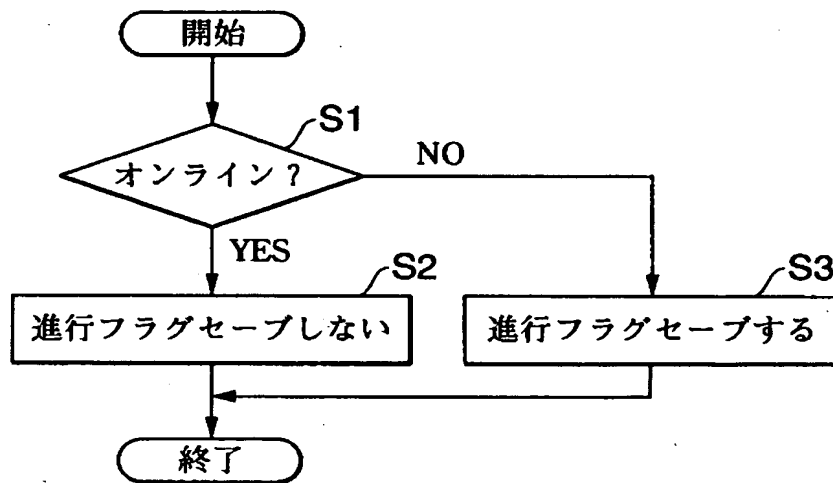 開始
S1
オンライン?
NO
YES
S2
進行フラグセーブしない
S3
進行フラグセーブする
終了